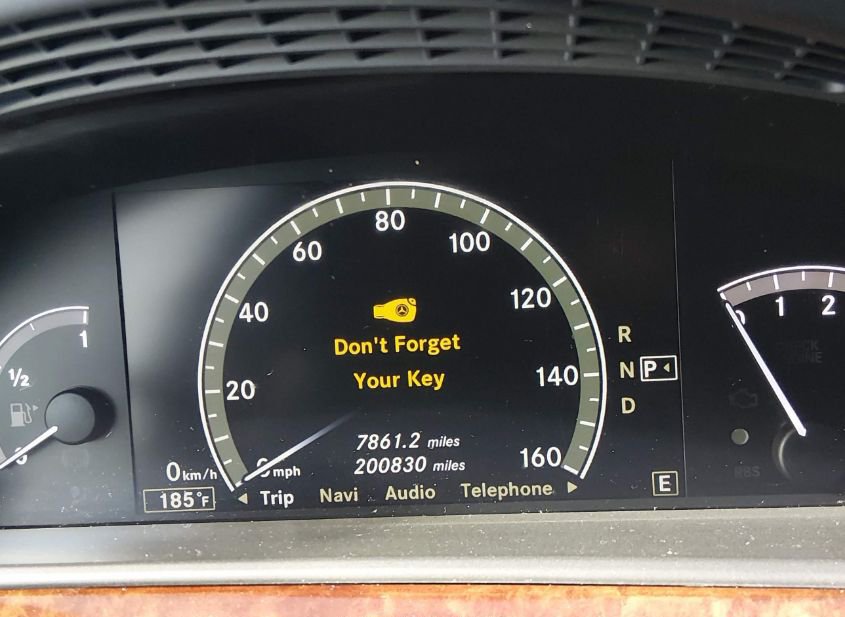 80
60
100
40
120
1
1 2
Don't Forget
R
½
Your Key
N P
20
140
D
7861.2 miles
0 km/h
0 mph
200830 miles
160
185°F
Trip Navi Audio Telephone
E